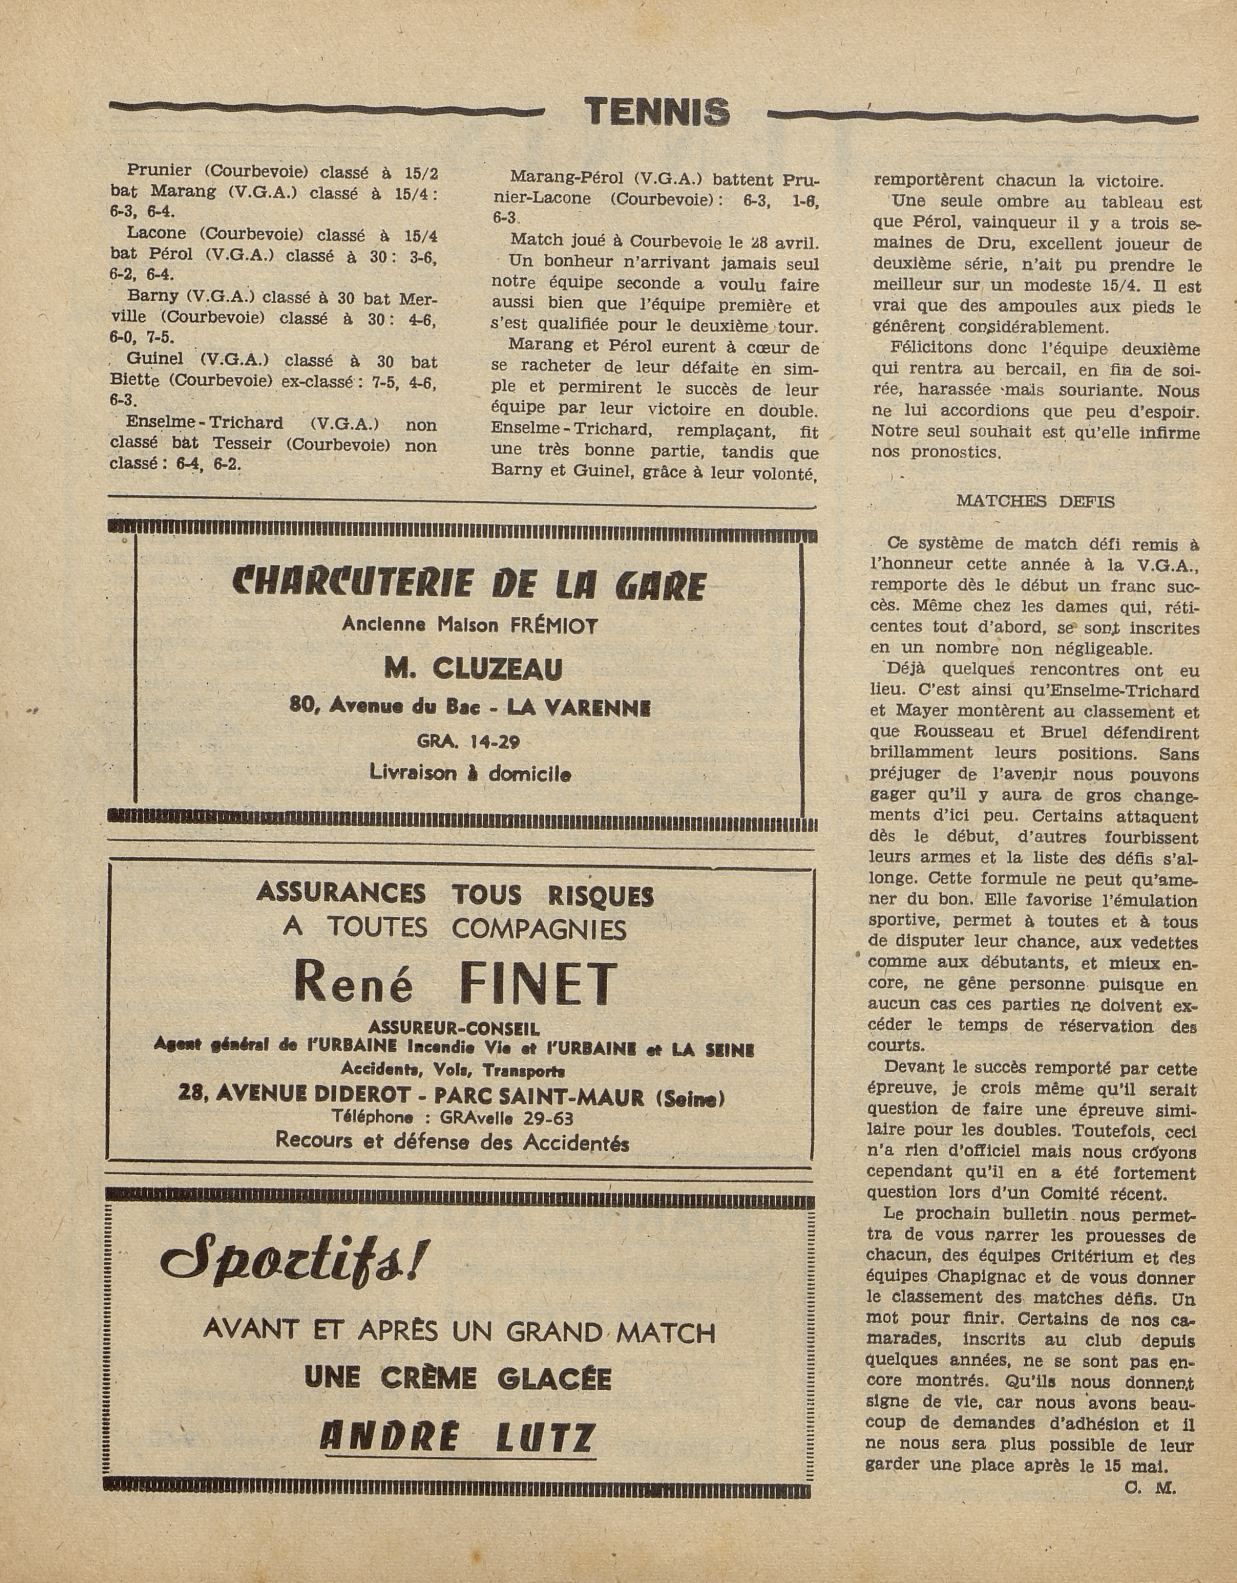 TENNIS
Prunier (Courbevoie) classé à 15/2
bat Marang (V.G.A.) classé à 15/4 :
6-3, 6-4.
Lacone (Courbevoie) classé à 15/4
bat Pérol (V.G.A.) classé à 30 : 3-6,
6-2, 6-4.
Barny (V.G.A.) classé à 30 bat Mer-
ville (Courbevoie) classé à 30 : 4-6,
6-0, 7-5.
Guinel (V.G.A.) classé à 30 bat
Biette (Courbevoie) ex-classé : 7-5, 4-6,
6-3.
Enselme-Trichard (V.G.A.) non
classé bat Tesseir (Courbevoie) non
classé : 6-4, 6-2.
Marang-Pérol (V.G.A.) battent Pru-
nier-Lacone (Courbevoie) : 6-3, 1-6,
6-3.
Match joué à Courbevoie le 28 avril.
Un bonheur n'arrivant jamais seul
notre équipe seconde a voulu faire
aussi bien que l'équipe première et
s'est qualifiée pour le deuxième tour.
Marang et Pérol eurent à cœur de
se racheter de leur défaite en sim-
ple et permirent le succès de leur
équipe par leur victoire en double.
Enselme-Trichard, remplaçant, fit
une très bonne partie, tandis que
Barny et Guinel, grâce à leur volonté,
remportèrent chacun la victoire.
Une seule ombre au tableau est
que Pérol, vainqueur il y a trois se-
maines de Dru, excellent joueur de
deuxième série, n'ait pu prendre le
meilleur sur un modeste 15/4. Il est
vrai que des ampoules aux pieds le
génèrent considérablement.
Félicitons donc l'équipe deuxième
qui rentra au bercail, en fin de soi-
rée, harassée mais souriante. Nous
ne lui accordions que peu d'espoir.
Notre seul souhait est qu'elle infirme
nos pronostics.
MATCHES DEFIS
Ce système de match défi remis à
l'honneur cette année à la V.G.A.,
remporte dès le début un franc suc-
cès. Même chez les dames qui, réti-
centes tout d'abord, se sont inscrites
en un nombre non négligeable.
Déjà quelques rencontres ont eu
lieu. C'est ainsi qu'Enselme-Trichard
et Mayer montèrent au classement et
que Rousseau et Bruel défendirent
brillamment leurs positions. Sans
préjuger de l'avenir nous pouvons
gager qu'il y aura de gros change-
ments d'ici peu. Certains attaquent
dès le début, d'autres fourbissent
leurs armes et la liste des défis s'al-
longe. Cette formule ne peut qu'ame-
ner du bon. Elle favorise l'émulation
sportive, permet à toutes et à tous
de disputer leur chance, aux vedettes
comme aux débutants, et mieux en-
core, ne gêne personne puisque en
aucun cas ces parties ne doivent ex-
céder le temps de réservation des
courts.
Devant le succès remporté par cette
épreuve, je crois même qu'il serait
question de faire une épreuve simi-
laire pour les doubles. Toutefois, ceci
n'a rien d'officiel mais nous croyons
cependant qu'il en a été fortement
question lors d'un Comité récent.
Le prochain bulletin nous permet-
tra de vous narrer les prouesses de
chacun, des équipes Critérium et des
équipes Chapignac et de vous donner
le classement des matches défis. Un
mot pour finir. Certains de nos ca-
marades, inscrits au club depuis
quelques années, ne se sont pas en-
core montrés. Qu'ils nous donnent
signe de vie, car nous avons beau-
coup de demandes d'adhésion et il
ne nous sera plus possible de leur
garder une place après le 15 mai.
C. M.
CHARCUTERIE DE LA GARE
Ancienne Maison FRÉMIOT
M. CLUZEAU
80, Avenue du Bac - LA VARENNE
GRA. 14-29
Livraison à domicile
ASSURANCES TOUS RISQUES
A TOUTES COMPAGNIES
René FINET
ASSUREUR-CONSEIL
Agent général de l'URBAINE Incendie Vie et l'URBAINE et LA SEINE
Accidents, Vols, Transports
28, AVENUE DIDEROT - PARC SAINT-MAUR (Seine)
Téléphone : GRAvelle 29-63
Recours et défense des Accidentés
Sportifs!
AVANT ET APRÈS UN GRAND MATCH
UNE CRÈME GLACÉE
ANDRÉ LUTZ